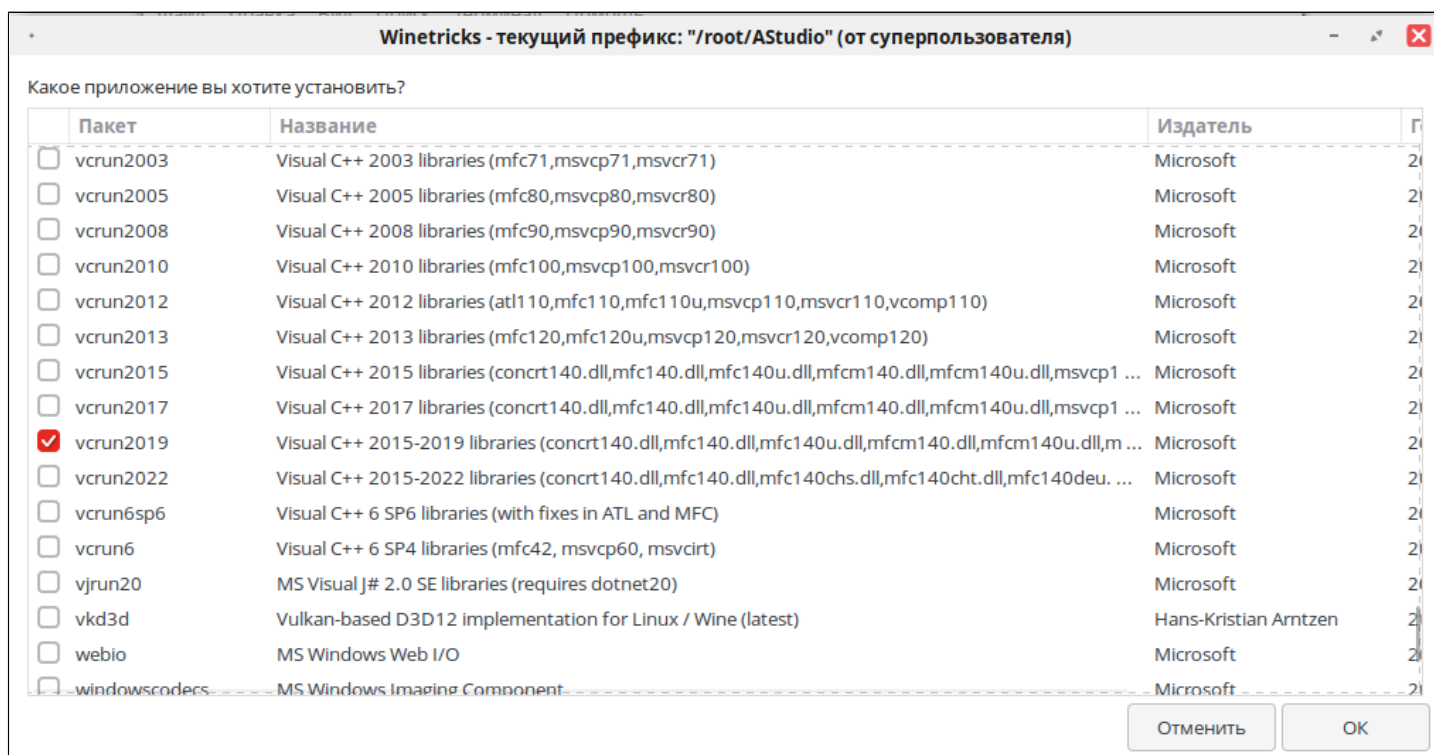 Winetricks - текущий префикс: "/root/AStudio" (от суперпользователя)
Какое приложение вы хотите установить?
Пакет Название Издатель
vcrun2003 Visual C++ 2003 libraries (mfc71,msvcp71,msvcr71) Microsoft
vcrun2005 Visual C++ 2005 libraries (mfc80,msvcp80,msvcr80) Microsoft
vcrun2008 Visual C++ 2008 libraries (mfc90,msvcp90,msvcr90) Microsoft
vcrun2010 Visual C++ 2010 libraries (mfc100,msvcp100,msvcr100) Microsoft
vcrun2012 Visual C++ 2012 libraries (atl110,mfc110,mfc110u,msvcp110,msvcr110,vcomp110) Microsoft
vcrun2013 Visual C++ 2013 libraries (mfc120,mfc120u,msvcp120,msvcr120,vcomp120) Microsoft
vcrun2015 Visual C++ 2015 libraries (concrt140.dll,mfc140.dll,mfc140u.dll,mfcm140.dll,mfcm140u.dll,msvcp1 ... Microsoft
vcrun2017 Visual C++ 2017 libraries (concrt140.dll,mfc140.dll,mfc140u.dll,mfcm140.dll,mfcm140u.dll,msvcp1 ... Microsoft
vcrun2019 Visual C++ 2015-2019 libraries (concrt140.dll,mfc140.dll,mfc140u.dll,mfcm140.dll,mfcm140u.dll,m ... Microsoft
vcrun2022 Visual C++ 2015-2022 libraries (concrt140.dll,mfc140.dll,mfc140chs.dll,mfc140cht.dll,mfc140deu. ... Microsoft
vcrun6sp6 Visual C++ 6 SP6 libraries (with fixes in ATL and MFC) Microsoft
vcrun6 Visual C++ 6 SP4 libraries (mfc42, msvcp60, msvcirt) Microsoft
vjrun20 MS Visual J# 2.0 SE libraries (requires dotnet20) Microsoft
vkd3d Vulkan-based D3D12 implementation for Linux / Wine (latest) Hans-Kristian Arntzen
webio MS Windows Web I/O Microsoft
windowscodecs MS Windows Imaging Component Microsoft
Отменить ОК